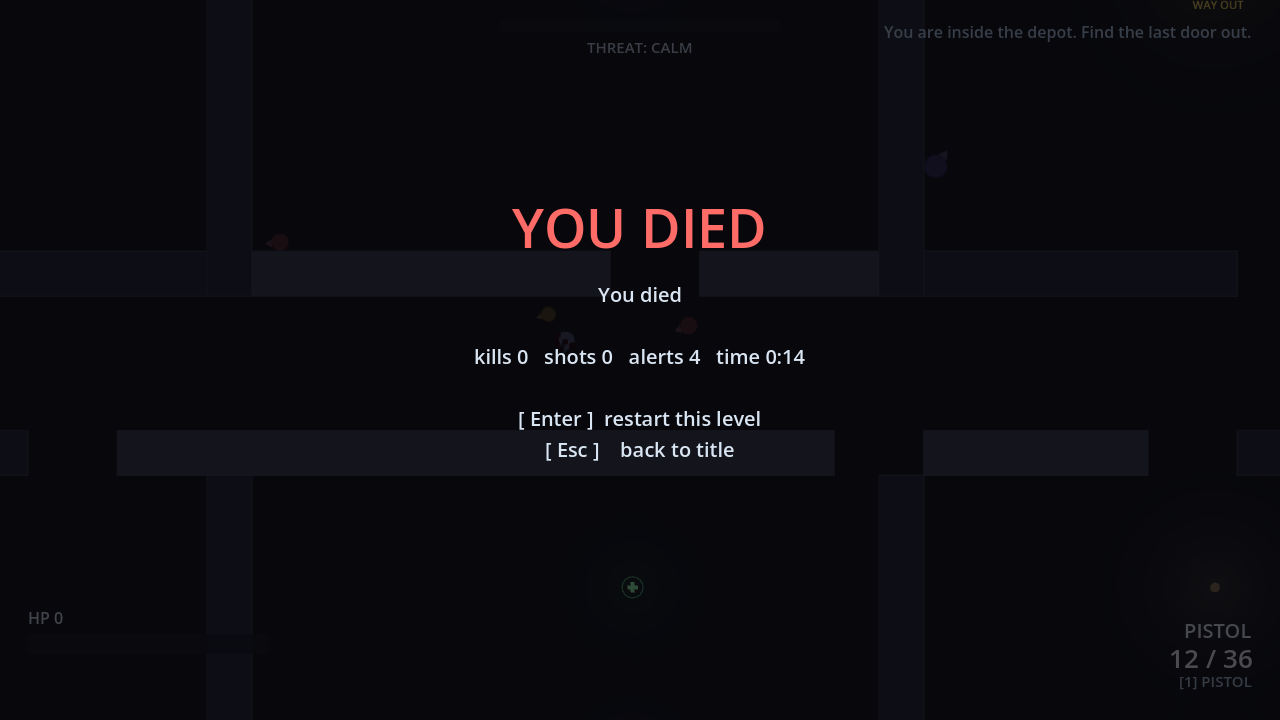 WAY OUT
You are inside the depot. Find the last door out.
THREAT: CALM
YOU DIED
You died
kills 0   shots 0   alerts 4   time 0:14
[ Enter ]  restart this level
[ Esc ]    back to title
HP 0
PISTOL
12 / 36
[1] PISTOL